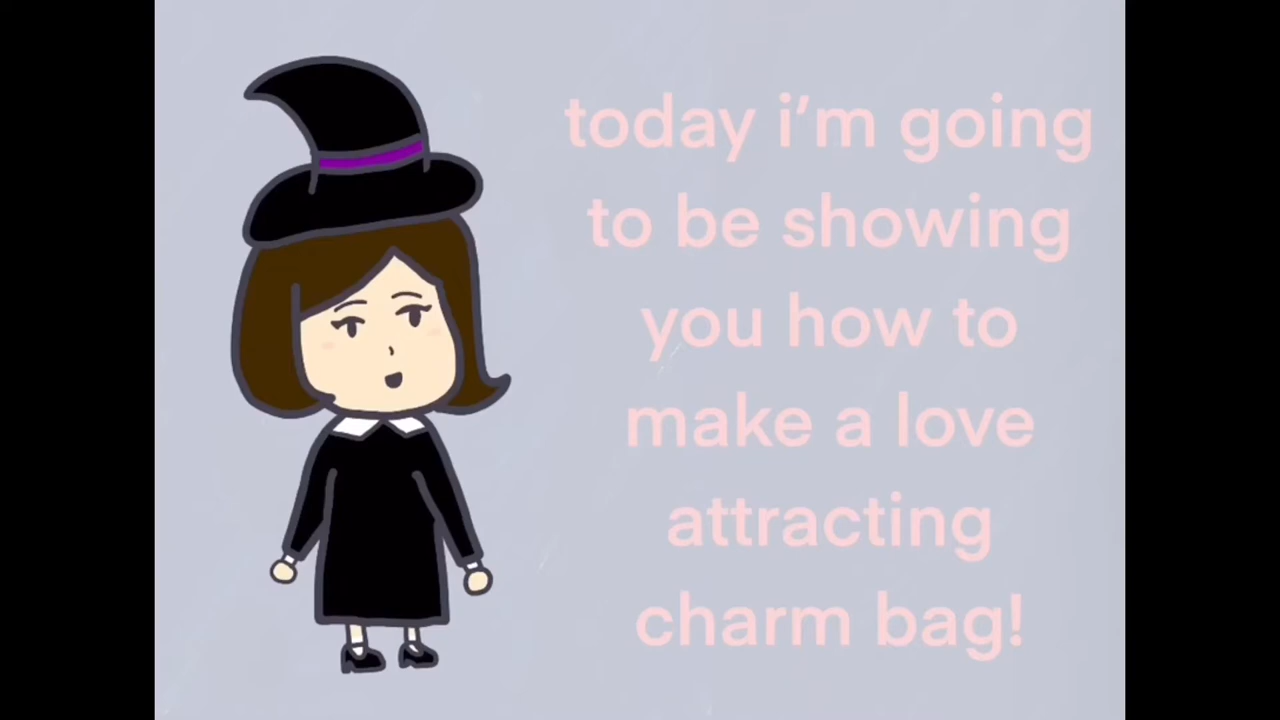 today i'm going
to be showing
you how to
make a love
attracting
charm bag!